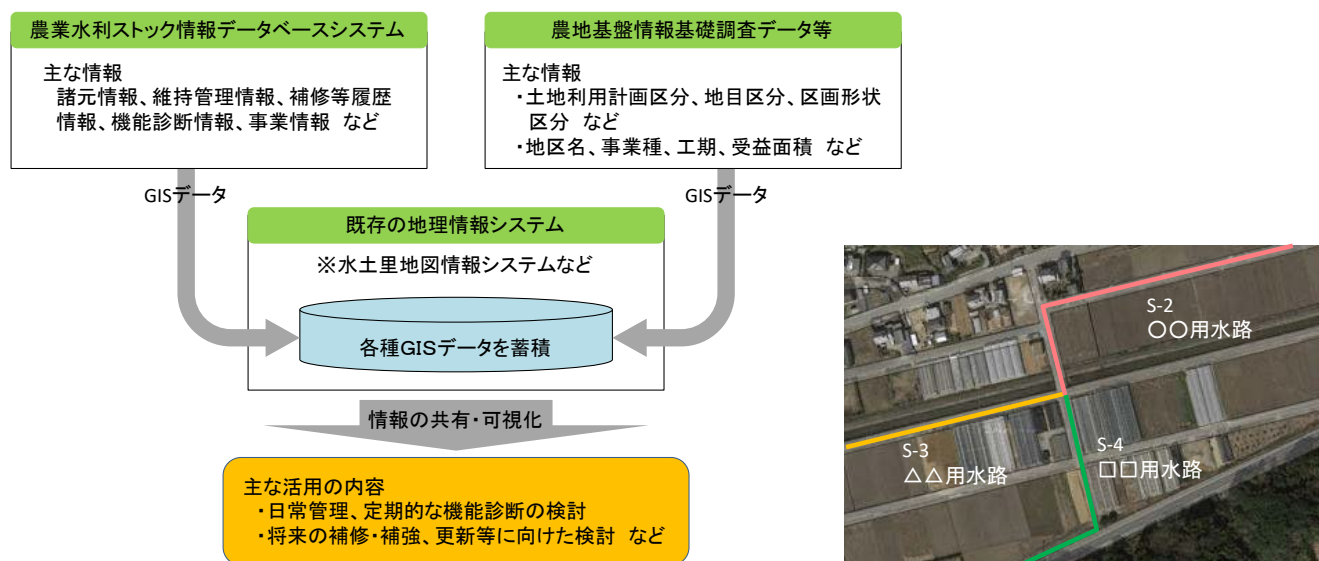 農業水利ストック情報データベースシステム
主な情報
諸元情報、維持管理情報、補修等履歴
情報、機能診断情報、事業情報 など
農地基盤情報基礎調査データ等
主な情報
・土地利用計画区分、地目区分、区画形状
区分 など
・地区名、事業種、工期、受益面積 など
GISデータ
GISデータ
既存の地理情報システム
※水土里地図情報システムなど
各種GISデータを蓄積
情報の共有・可視化
主な活用の内容
・日常管理、定期的な機能診断の検討
・将来の補修・補強、更新等に向けた検討 など
S-2
〇〇用水路
S-3
△△用水路
S-4
□□用水路